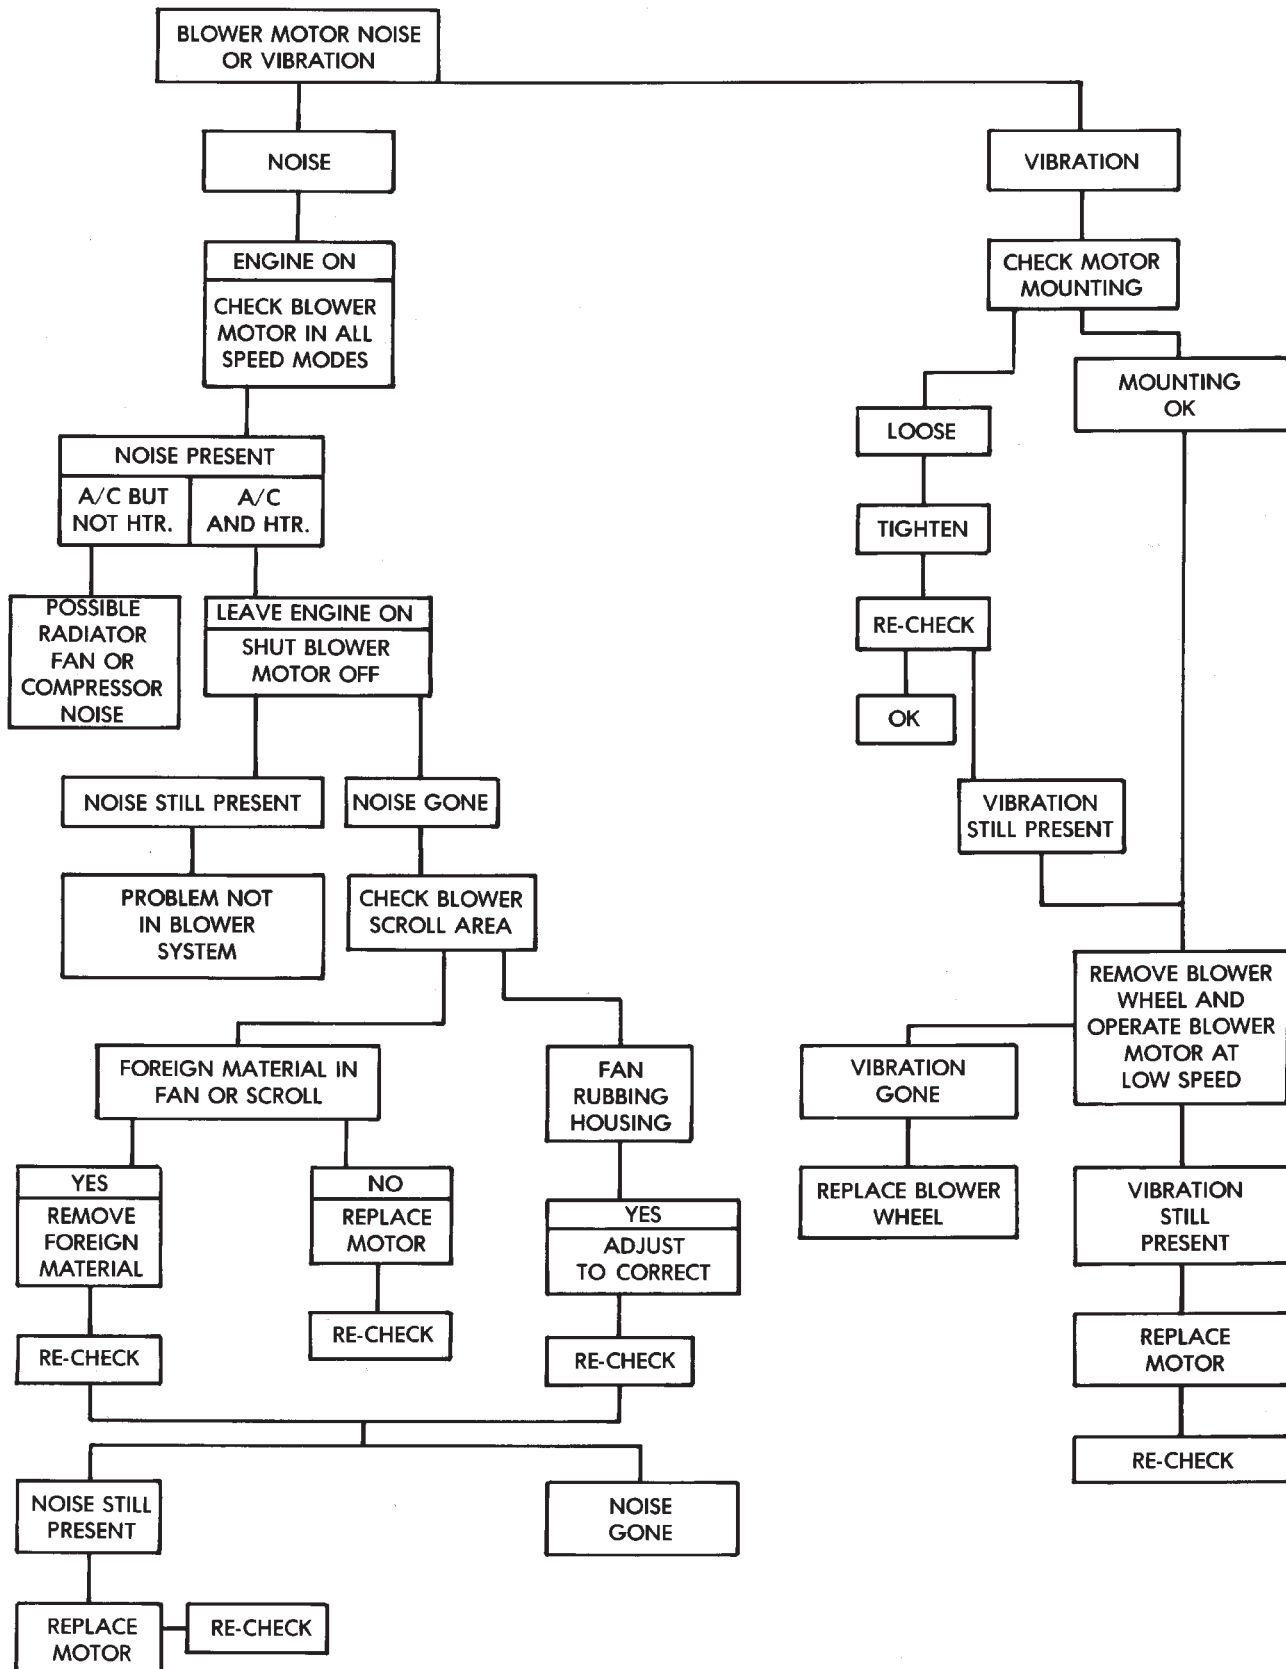 BLOWER MOTOR NOISE
OR VIBRATION
NOISE
ENGINE ON
CHECK BLOWER
MOTOR IN ALL
SPEED MODES
NOISE PRESENT
A/C BUT
NOT HTR.
A/C
AND HTR.
POSSIBLE
RADIATOR
FAN OR
COMPRESSOR
NOISE
LEAVE ENGINE ON
SHUT BLOWER
MOTOR OFF
NOISE STILL PRESENT
NOISE GONE
PROBLEM NOT
IN BLOWER
SYSTEM
CHECK BLOWER
SCROLL AREA
FOREIGN MATERIAL IN
FAN OR SCROLL
FAN
RUBBING
HOUSING
YES
REMOVE
FOREIGN
MATERIAL
NO
REPLACE
MOTOR
YES
ADJUST
TO CORRECT
RE-CHECK
RE-CHECK
RE-CHECK
NOISE STILL
PRESENT
NOISE
GONE
REPLACE
MOTOR
RE-CHECK
VIBRATION
CHECK MOTOR
MOUNTING
LOOSE
MOUNTING
OK
TIGHTEN
RE-CHECK
OK
VIBRATION
STILL PRESENT
REMOVE BLOWER
WHEEL AND
OPERATE BLOWER
MOTOR AT
LOW SPEED
VIBRATION
GONE
REPLACE BLOWER
WHEEL
VIBRATION
STILL
PRESENT
REPLACE
MOTOR
RE-CHECK